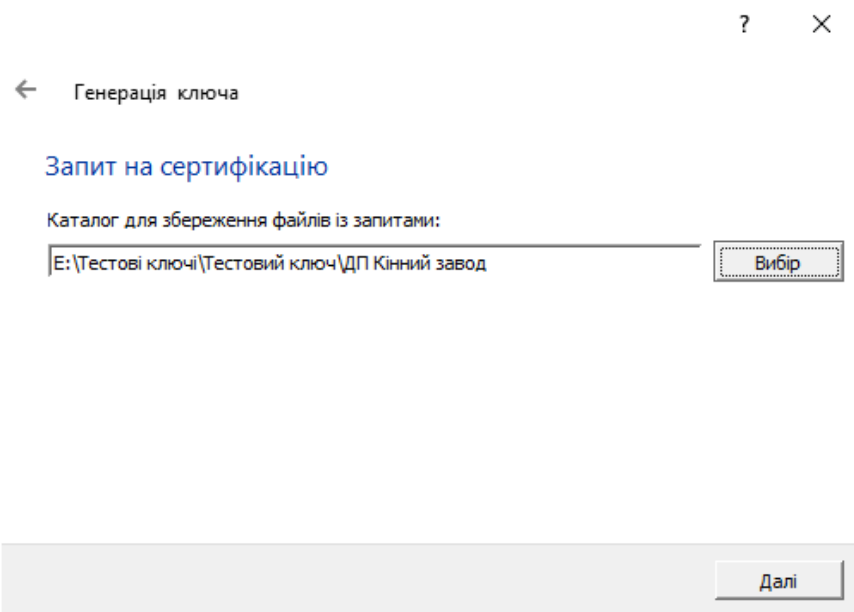 ?
Генерація ключа
Запит на сертифікацію
Каталог для збереження файлів із запитами:
E:\Тестові ключі\Тестовий ключ\ДП Кінний завод
Вибір
Далі